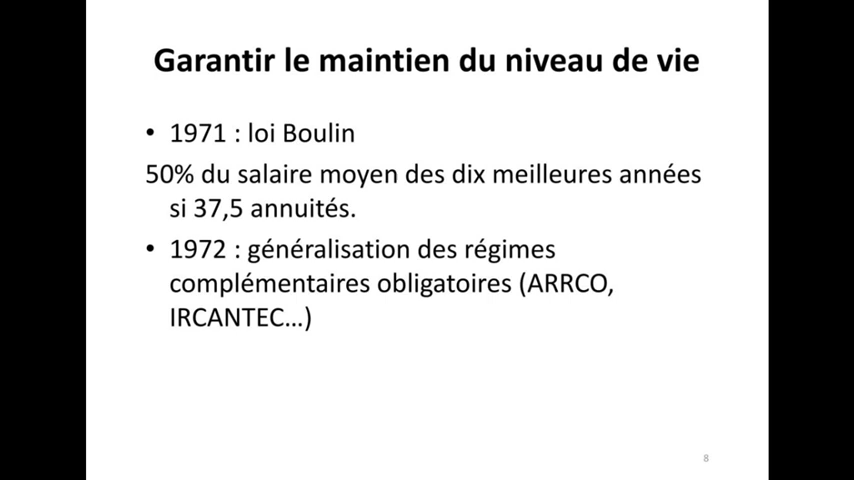 Garantir le maintien du niveau de vie
• 1971 : loi Boulin
50% du salaire moyen des dix meilleures années
si 37,5 annuités.
• 1972 : généralisation des régimes
complémentaires obligatoires (ARRCO,
IRCANTEC…)
8